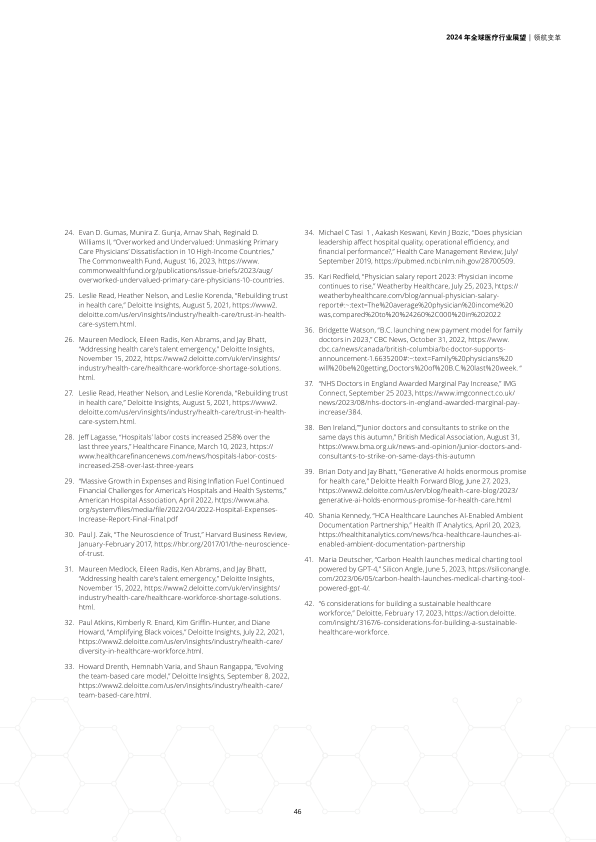 2024 年全球医疗行业展望 | 领航变革
24. Evan D. Gumas, Munira Z. Gunja, Arnav Shah, Reginald D.
Williams II, “Overworked and Undervalued: Unmasking Primary
Care Physicians’ Dissatisfaction in 10 High-Income Countries,”
The Commonwealth Fund, August 16, 2023, https://www.
commonwealthfund.org/publications/issue-briefs/2023/aug/
overworked-undervalued-primary-care-physicians-10-countries.
25. Leslie Read, Heather Nelson, and Leslie Korenda, “Rebuilding trust
in health care,” Deloitte Insights, August 5, 2021, https://www2.
deloitte.com/us/en/insights/industry/health-care/trust-in-health-
care-system.html.
26. Maureen Medlock, Eileen Radis, Ken Abrams, and Jay Bhatt,
“Addressing health care’s talent emergency,” Deloitte Insights,
November 15, 2022, https://www2.deloitte.com/uk/en/insights/
industry/health-care/healthcare-workforce-shortage-solutions.
html.
27. Leslie Read, Heather Nelson, and Leslie Korenda, “Rebuilding trust
in health care,” Deloitte Insights, August 5, 2021, https://www2.
deloitte.com/us/en/insights/industry/health-care/trust-in-health-
care-system.html.
28. Jeff Lagasse, “Hospitals’ labor costs increased 258% over the
last three years,” Healthcare Finance, March 10, 2023, https://
www.healthcarefinancenews.com/news/hospitals-labor-costs-
increased-258-over-last-three-years
29. “Massive Growth in Expenses and Rising Inflation Fuel Continued
Financial Challenges for America’s Hospitals and Health Systems,”
American Hospital Association, April 2022, https://www.aha.
org/system/files/media/file/2022/04/2022-Hospital-Expenses-
Increase-Report-Final-Final.pdf
30. Paul J. Zak, “The Neuroscience of Trust,” Harvard Business Review,
January-February 2017, https://hbr.org/2017/01/the-neuroscience-
of-trust.
31. Maureen Medlock, Eileen Radis, Ken Abrams, and Jay Bhatt,
“Addressing health care’s talent emergency,” Deloitte Insights,
November 15, 2022, https://www2.deloitte.com/uk/en/insights/
industry/health-care/healthcare-workforce-shortage-solutions.
html.
32. Paul Atkins, Kimberly R. Enard, Kim Griffin-Hunter, and Diane
Howard, “Amplifying Black voices,” Deloitte Insights, July 22, 2021,
https://www2.deloitte.com/us/en/insights/industry/health-care/
diversity-in-healthcare-workforce.html.
33. Howard Drenth, Hemnabh Varia, and Shaun Rangappa, “Evolving
the team-based care model,” Deloitte Insights, September 8, 2022,
https://www2.deloitte.com/us/en/insights/industry/health-care/
team-based-care.html.
34. Michael C Tasi 1 , Aakash Keswani, Kevin J Bozic, “Does physician
leadership affect hospital quality, operational efficiency, and
financial performance?,” Health Care Management Review, July/
September 2019, https://pubmed.ncbi.nlm.nih.gov/28700509.
35. Kari Redfield, “Physician salary report 2023: Physician income
continues to rise,” Weatherby Healthcare, July 25, 2023, https://
weatherbyhealthcare.com/blog/annual-physician-salary-
report#:~:text=The%20average%20physician%20income%20
was,compared%20to%20%24260%2C000%20in%202022
36. Bridgette Watson, “B.C. launching new payment model for family
doctors in 2023,” CBC News, October 31, 2022, https://www.
cbc.ca/news/canada/british-columbia/bc-doctor-supports-
announcement-1.6635200#:~:text=Family%20physicians%20
will%20be%20getting,Doctors%20of%20B.C.%20last%20week. ”
37. “NHS Doctors in England Awarded Marginal Pay Increase,” IMG
Connect, September 25 2023, https://www.imgconnect.co.uk/
news/2023/08/nhs-doctors-in-england-awarded-marginal-pay-
increase/384.
38. Ben Ireland,“”Junior doctors and consultants to strike on the
same days this autumn,” British Medical Association, August 31,
https://www.bma.org.uk/news-and-opinion/junior-doctors-and-
consultants-to-strike-on-same-days-this-autumn
39. Brian Doty and Jay Bhatt, “Generative AI holds enormous promise
for health care,” Deloitte Health Forward Blog, June 27, 2023,
https://www2.deloitte.com/us/en/blog/health-care-blog/2023/
generative-ai-holds-enormous-promise-for-health-care.html
40. Shania Kennedy, “HCA Healthcare Launches AI-Enabled Ambient
Documentation Partnership,” Health IT Analytics, April 20, 2023,
https://healthitanalytics.com/news/hca-healthcare-launches-ai-
enabled-ambient-documentation-partnership
41. Maria Deutscher, “Carbon Health launches medical charting tool
powered by GPT-4,” Silicon Angle, June 5, 2023, https://siliconangle.
com/2023/06/05/carbon-health-launches-medical-charting-tool-
powered-gpt-4/.
42. “6 considerations for building a sustainable healthcare
workforce,” Deloitte, February 17, 2023, https://action.deloitte.
com/insight/3167/6-considerations-for-building-a-sustainable-
healthcare-workforce.
46